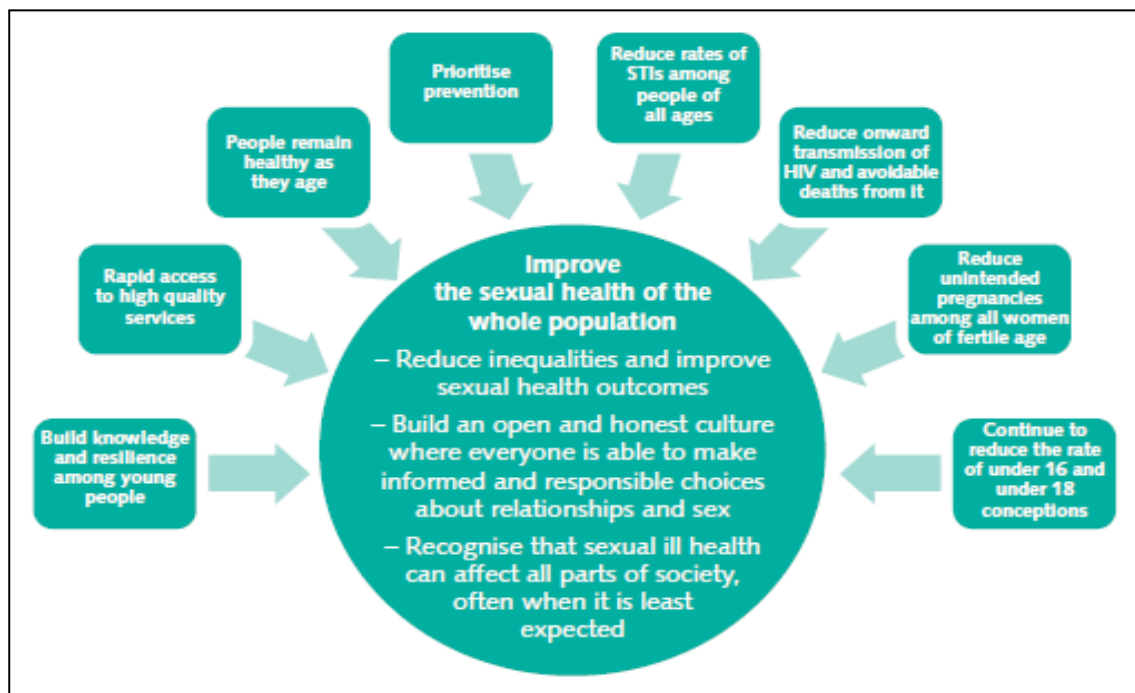 Build knowledge
and resilience
among young
people
Rapid access
to high quality
services
People remain
healthy as
they age
Prioritise
prevention
Reduce rates of
STIs among
people of
all ages
Reduce onward
transmission of
HIV and avoidable
deaths from it
Reduce
unintended
pregnancies
among all women
of fertile age
Continue to
reduce the rate
of under 16 and
under 18
conceptions
Improve
the sexual health of the
whole population
– Reduce inequalities and improve
sexual health outcomes
– Build an open and honest culture
where everyone is able to make
informed and responsible choices
about relationships and sex
– Recognise that sexual ill health
can affect all parts of society,
often when it is least
expected